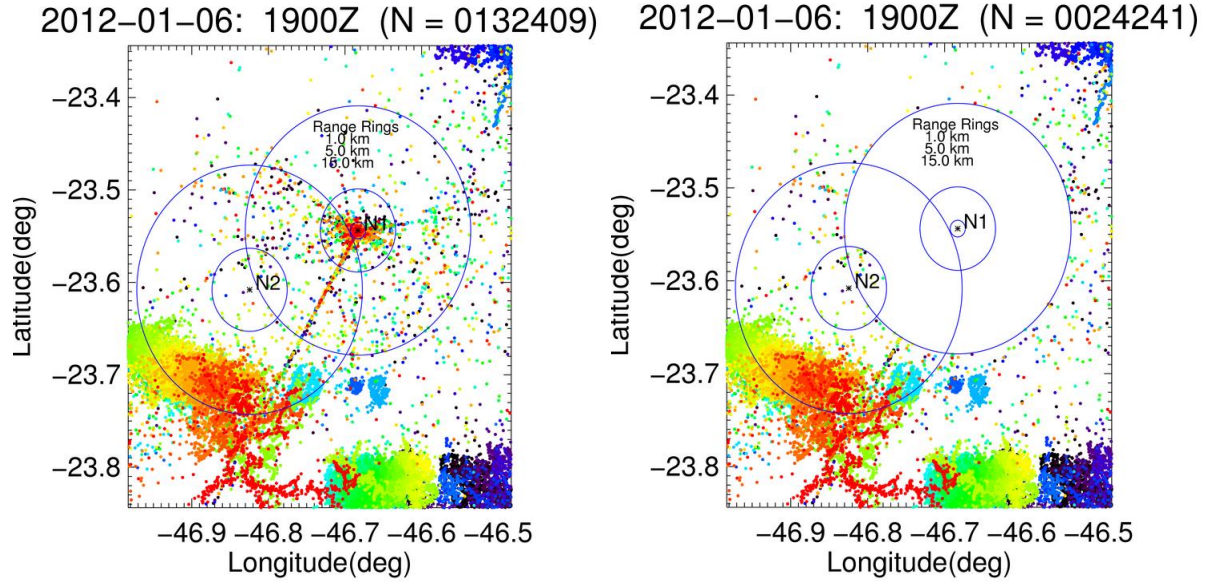 2012-01-06: 1900Z (N = 0132409)
Latitude(deg)
−23.4
−23.5
−23.6
−23.7
−23.8
Range Rings
1.0 km
5.0 km
15.0 km
N1
N2
−46.9 −46.8 −46.7 −46.6 −46.5
Longitude(deg)
2012-01-06: 1900Z (N = 0024241)
Latitude(deg)
−23.4
−23.5
−23.6
−23.7
−23.8
Range Rings
1.0 km
5.0 km
15.0 km
N1
N2
−46.9 −46.8 −46.7 −46.6 −46.5
Longitude(deg)